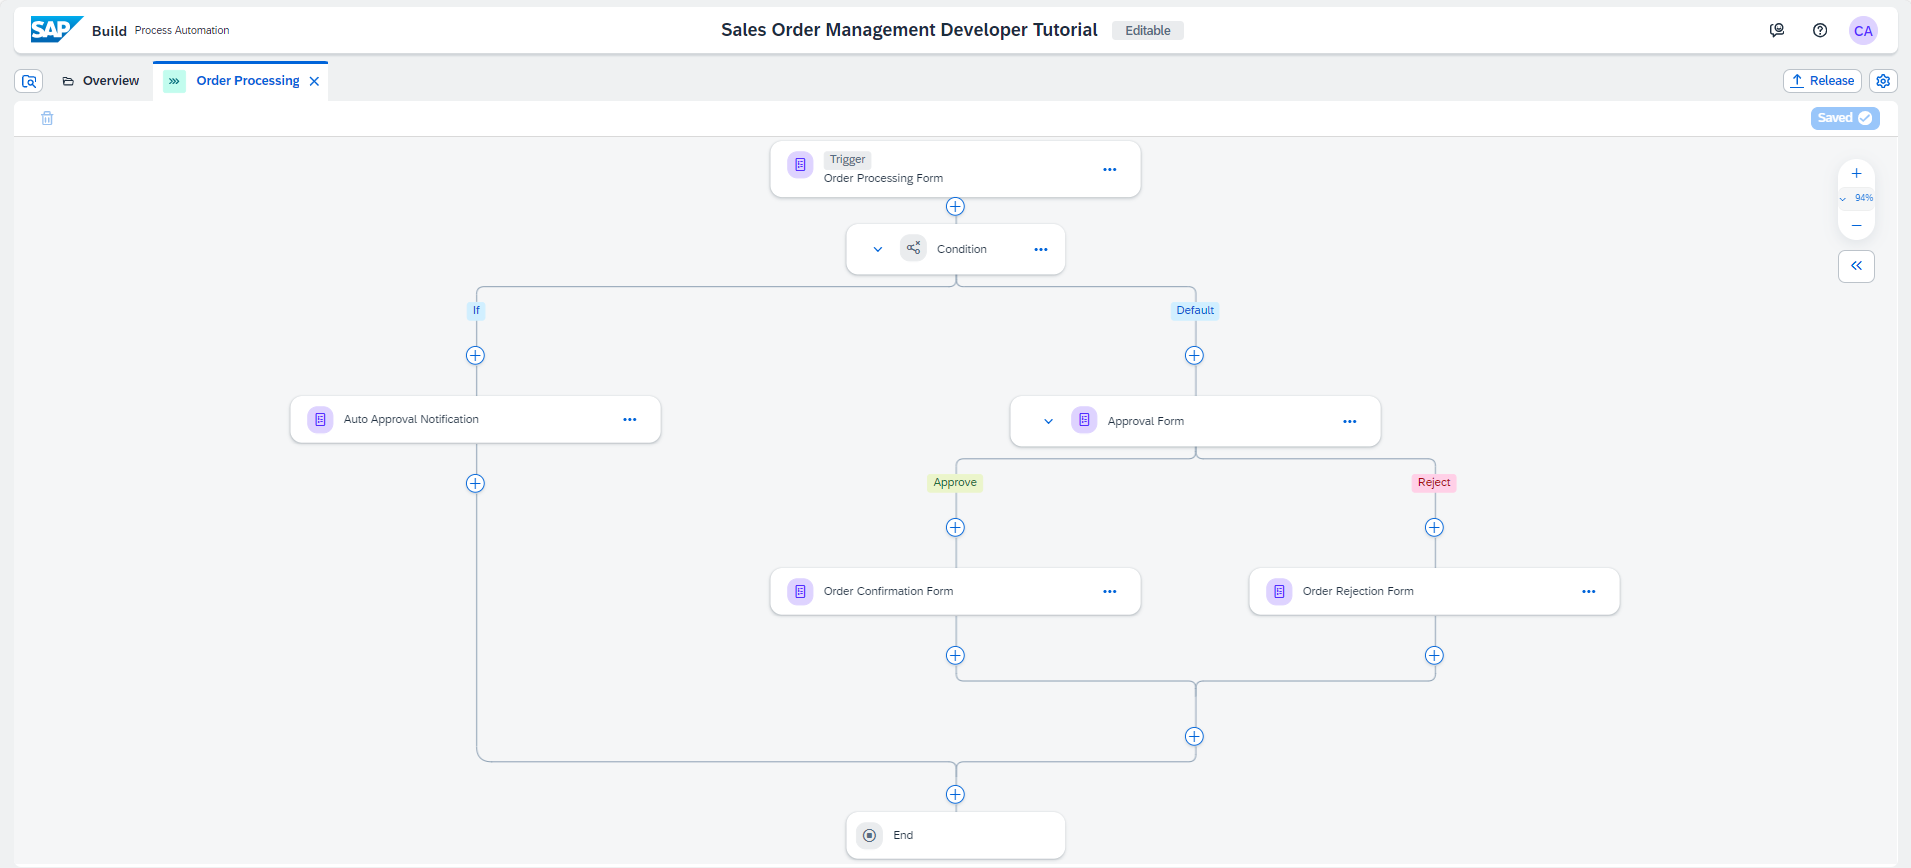 SAP Build Process Automation
Sales Order Management Developer Tutorial Editable
CA
Overview
Order Processing
Release
Saved
Trigger
Order Processing Form
94%
Condition
If
Default
Auto Approval Notification
Approval Form
Approve
Reject
Order Confirmation Form
Order Rejection Form
End